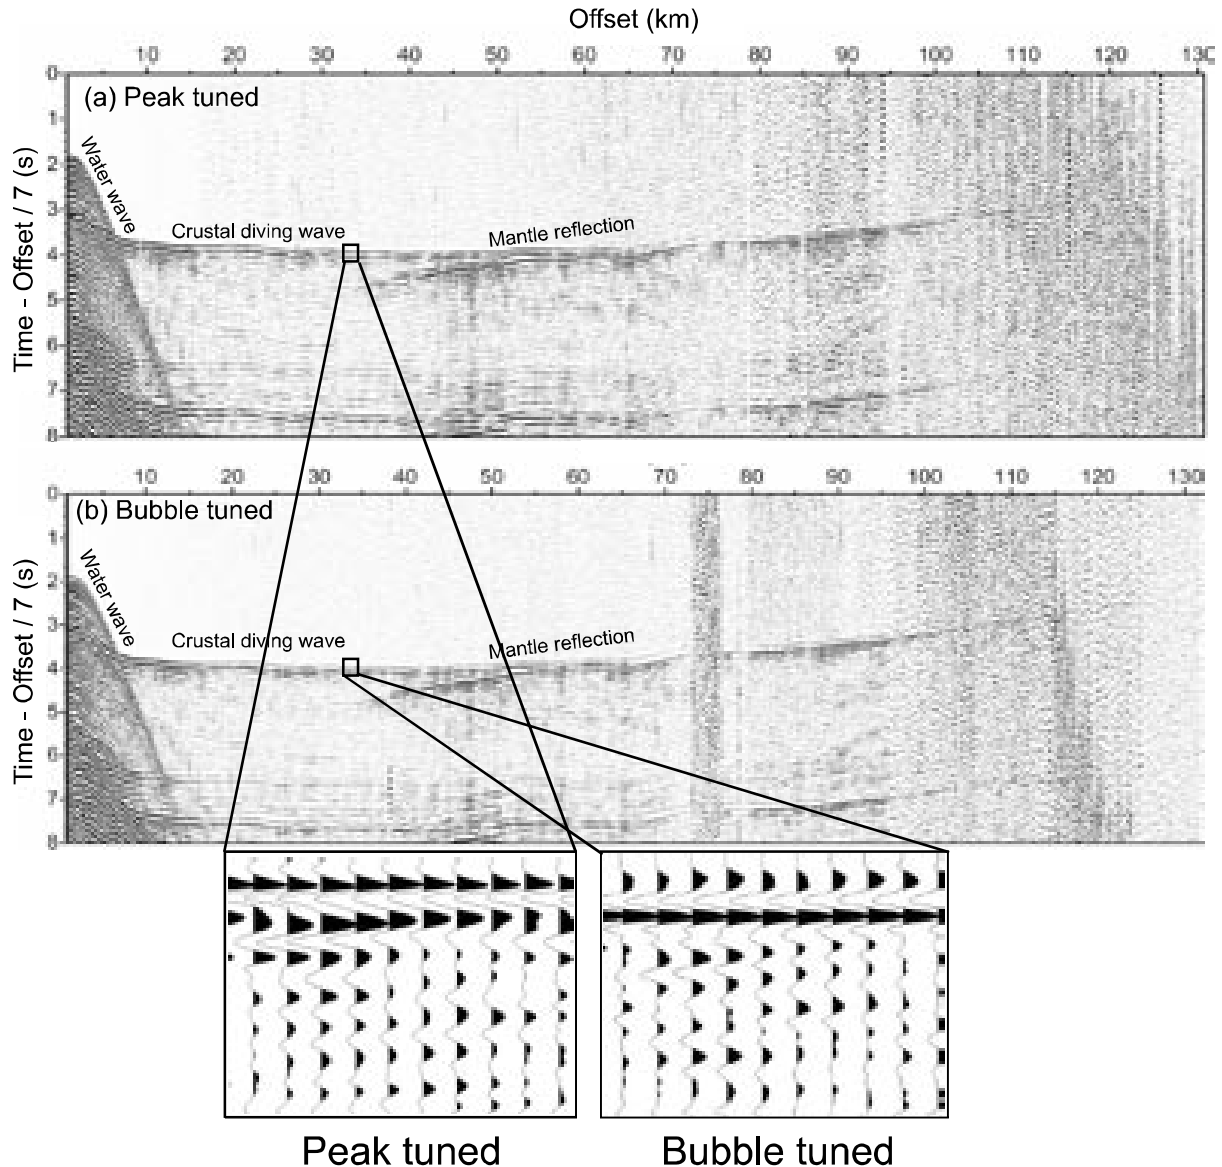 Offset (km)
10 20 30 40 50 60 70 80 90 100 110 120 130
(a) Peak tuned
Water wave
Crustal diving wave
Mantle reflection
Time - Offset / 7 (s)
0
1
2
3
4
5
6
7
8
10 20 30 40 50 60 70 80 90 100 110 120 130
(b) Bubble tuned
Water wave
Crustal diving wave
Mantle reflection
Time - Offset / 7 (s)
0
1
2
3
4
5
6
7
8
Peak tuned
Bubble tuned